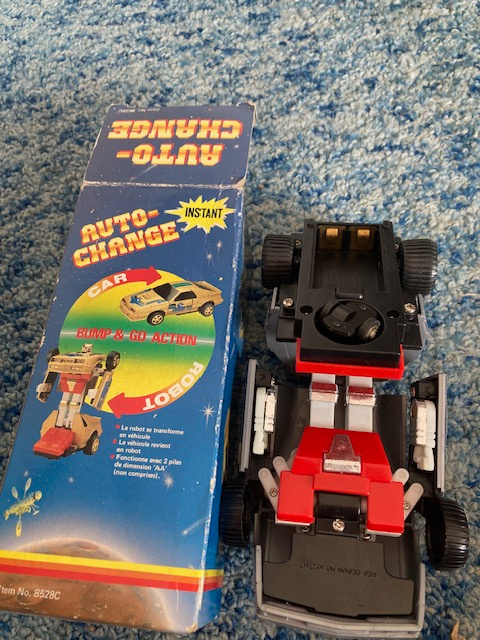 AUTO-
CHANGE
AUTO-
CHANGE
INSTANT
CAR
BUMP & GO ACTION
ROBOT
Le robot se transforme
en véhicule
Le véhicule revient
en robot
Fonctionne avec 2 piles
de dimension "AA"
(non comprises).
Item No. 8528C